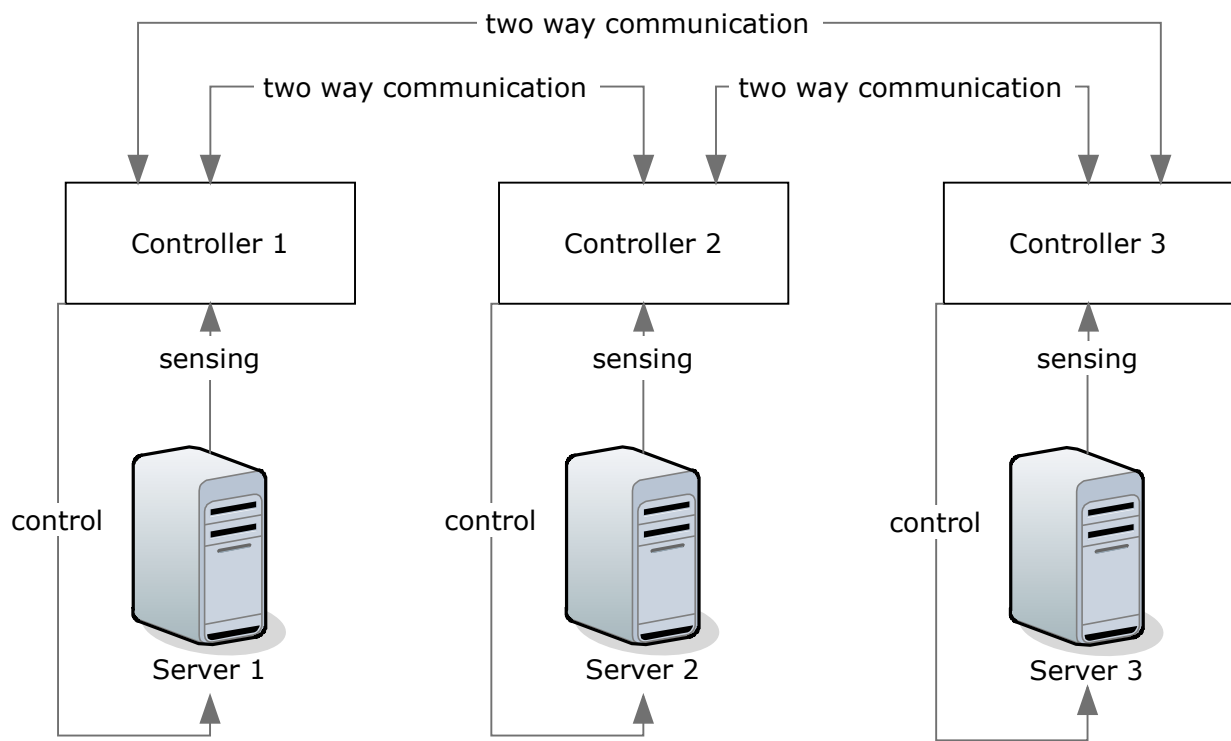 two way communication
two way communication
two way communication
Controller 1
Controller 2
Controller 3
sensing
sensing
sensing
control
control
control
Server 1
Server 2
Server 3